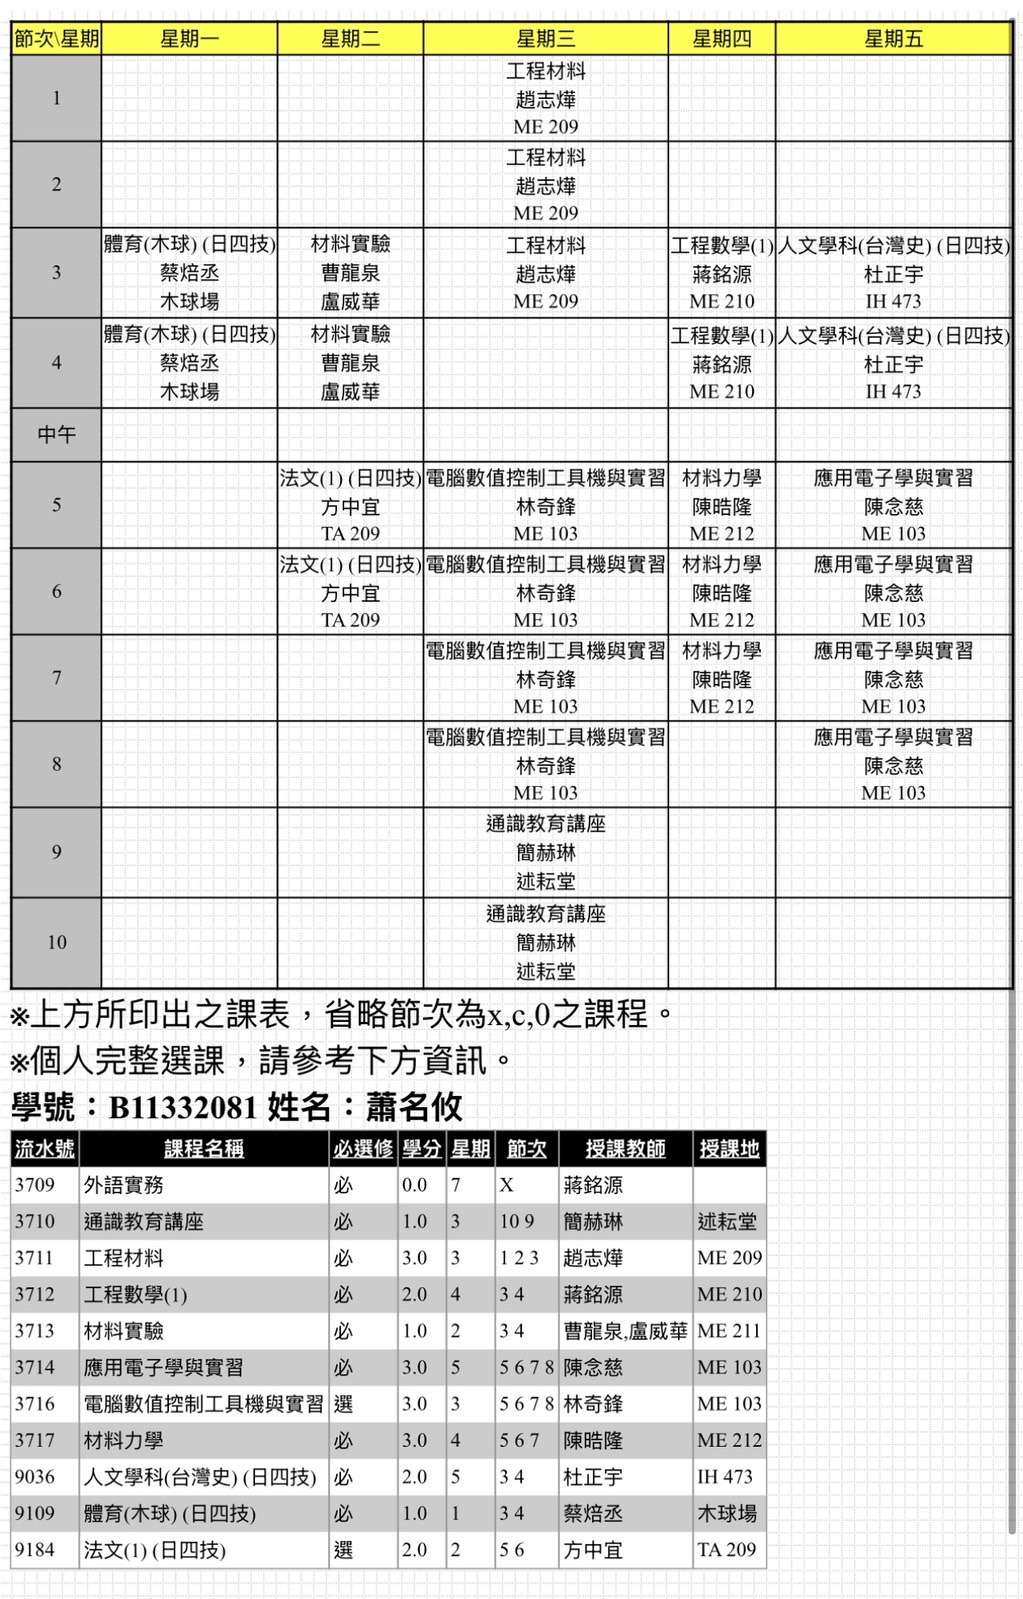 節次\星期 星期一 星期二 星期三 星期四 星期五
1
工程材料
趙志燁
ME 209
2
工程材料
趙志燁
ME 209
3
體育(木球) (日四技) 材料實驗 工程材料 工程數學(1) 人文學科(台灣史) (日四技)
蔡焙丞 曹龍泉 趙志燁 蔣銘源 杜正宇
木球場 盧威華 ME 209 ME 210 IH 473
4
體育(木球) (日四技) 材料實驗 工程數學(1) 人文學科(台灣史) (日四技)
蔡焙丞 曹龍泉 蔣銘源 杜正宇
木球場 盧威華 ME 210 IH 473
中午
5
法文(1) (日四技) 電腦數值控制工具機與實習 材料力學 應用電子學與實習
方中宜 林奇鋒 陳晧隆 陳念慈
TA 209 ME 103 ME 212 ME 103
6
法文(1) (日四技) 電腦數值控制工具機與實習 材料力學 應用電子學與實習
方中宜 林奇鋒 陳晧隆 陳念慈
TA 209 ME 103 ME 212 ME 103
7
電腦數值控制工具機與實習 材料力學 應用電子學與實習
林奇鋒 陳晧隆 陳念慈
ME 103 ME 212 ME 103
8
電腦數值控制工具機與實習 應用電子學與實習
林奇鋒 陳念慈
ME 103 ME 103
9
通識教育講座
簡赫琳
述耘堂
10
通識教育講座
簡赫琳
述耘堂
※上方所印出之課表，省略節次為x,c,0之課程。
※個人完整選課，請參考下方資訊。
學號：B11332081 姓名：蕭名攸
流水號 課程名稱 必選修 學分 星期 節次 授課教師 授課地
3709 外語實務 必 0.0 7 X 蔣銘源
3710 通識教育講座 必 1.0 3 10 9 簡赫琳 述耘堂
3711 工程材料 必 3.0 3 1 2 3 趙志燁 ME 209
3712 工程數學(1) 必 2.0 4 3 4 蔣銘源 ME 210
3713 材料實驗 必 1.0 2 3 4 曹龍泉,盧威華 ME 211
3714 應用電子學與實習 必 3.0 5 5 6 7 8 陳念慈 ME 103
3716 電腦數值控制工具機與實習 選 3.0 3 5 6 7 8 林奇鋒 ME 103
3717 材料力學 必 3.0 4 5 6 7 陳晧隆 ME 212
9036 人文學科(台灣史) (日四技) 必 2.0 5 3 4 杜正宇 IH 473
9109 體育(木球) (日四技) 必 1.0 1 3 4 蔡焙丞 木球場
9184 法文(1) (日四技) 選 2.0 2 5 6 方中宜 TA 209